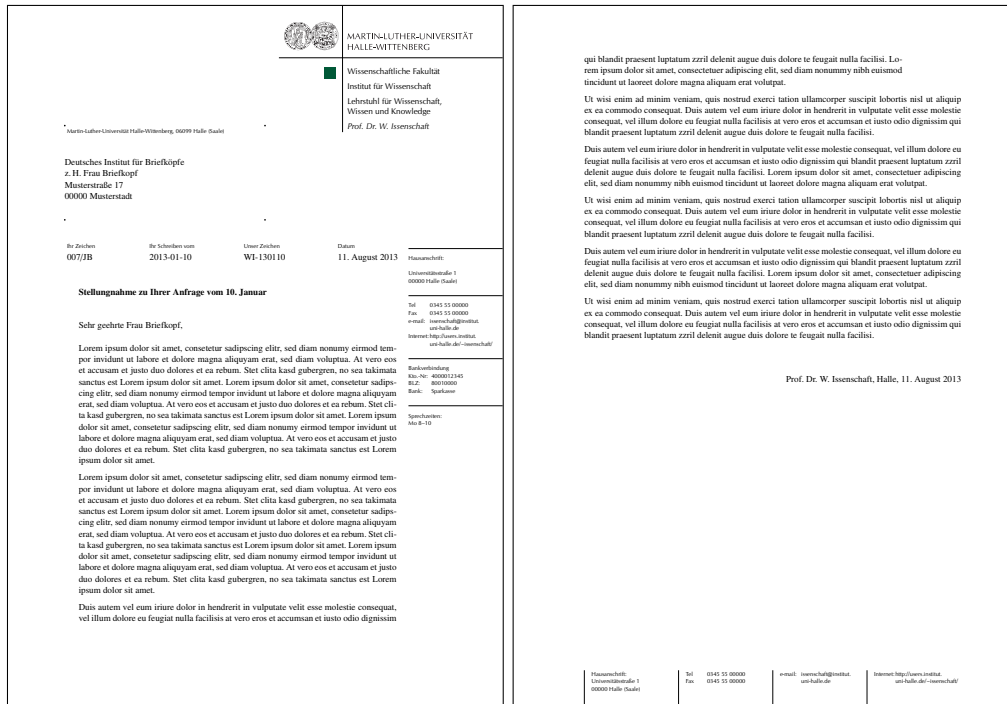 MARTIN-LUTHER-UNIVERSITÄT
HALLE-WITTENBERG
Wissenschaftliche Fakultät
Institut für Wissenschaft
Lehrstuhl für Wissenschaft,
Wissen und Knowledge
Prof. Dr. W. Issenschaft
Martin-Luther-Universität Halle-Wittenberg, 06099 Halle (Saale)
Deutsches Institut für Briefköpfe
z. H. Frau Briefkopf
Musterstraße 17
00000 Musterstadt
Ihr Zeichen Ihr Schreiben vom Unser Zeichen Datum
007/JB 2013-01-10 WI-130110 11. August 2013
Stellungnahme zu Ihrer Anfrage vom 10. Januar
Sehr geehrte Frau Briefkopf,
Lorem ipsum dolor sit amet, consetetur sadipscing elitr, sed diam nonumy eirmod tem-
por invidunt ut labore et dolore magna aliquyam erat, sed diam voluptua. At vero eos
et accusam et justo duo dolores et ea rebum. Stet clita kasd gubergren, no sea takimata
sanctus est Lorem ipsum dolor sit amet. Lorem ipsum dolor sit amet, consetetur sadips-
cing elitr, sed diam nonumy eirmod tempor invidunt ut labore et dolore magna aliquyam
erat, sed diam voluptua. At vero eos et accusam et justo duo dolores et ea rebum. Stet cli-
ta kasd gubergren, no sea takimata sanctus est Lorem ipsum dolor sit amet. Lorem ipsum
dolor sit amet, consetetur sadipscing elitr, sed diam nonumy eirmod tempor invidunt ut
labore et dolore magna aliquyam erat, sed diam voluptua. At vero eos et accusam et justo
duo dolores et ea rebum. Stet clita kasd gubergren, no sea takimata sanctus est Lorem
ipsum dolor sit amet.
Lorem ipsum dolor sit amet, consetetur sadipscing elitr, sed diam nonumy eirmod tem-
por invidunt ut labore et dolore magna aliquyam erat, sed diam voluptua. At vero eos
et accusam et justo duo dolores et ea rebum. Stet clita kasd gubergren, no sea takimata
sanctus est Lorem ipsum dolor sit amet. Lorem ipsum dolor sit amet, consetetur sadips-
cing elitr, sed diam nonumy eirmod tempor invidunt ut labore et dolore magna aliquyam
erat, sed diam voluptua. At vero eos et accusam et justo duo dolores et ea rebum. Stet cli-
ta kasd gubergren, no sea takimata sanctus est Lorem ipsum dolor sit amet. Lorem ipsum
dolor sit amet, consetetur sadipscing elitr, sed diam nonumy eirmod tempor invidunt ut
labore et dolore magna aliquyam erat, sed diam voluptua. At vero eos et accusam et justo
duo dolores et ea rebum. Stet clita kasd gubergren, no sea takimata sanctus est Lorem
ipsum dolor sit amet.
Duis autem vel eum iriure dolor in hendrerit in vulputate velit esse molestie consequat,
vel illum dolore eu feugiat nulla facilisis at vero eros et accumsan et iusto odio dignissim
Hausanschrift:
Universitätsstraße 1
00000 Halle (Saale)
Tel 0345 55 00000
Fax 0345 55 00000
e-mail: issenschaft@institut.
uni-halle.de
Internet: http://users.institut.
uni-halle.de/~issenschaft/
Bankverbindung
Kto.-Nr: 4000012345
BLZ: 80010000
Bank: Sparkasse
Sprechzeiten:
Mo 8–10
qui blandit praesent luptatum zzril delenit augue duis dolore te feugait nulla facilisi. Lo-
rem ipsum dolor sit amet, consectetuer adipiscing elit, sed diam nonummy nibh euismod
tincidunt ut laoreet dolore magna aliquam erat volutpat.
Ut wisi enim ad minim veniam, quis nostrud exerci tation ullamcorper suscipit lobortis nisl ut aliquip
ex ea commodo consequat. Duis autem vel eum iriure dolor in hendrerit in vulputate velit esse molestie
consequat, vel illum dolore eu feugiat nulla facilisis at vero eros et accumsan et iusto odio dignissim qui
blandit praesent luptatum zzril delenit augue duis dolore te feugait nulla facilisi.
Duis autem vel eum iriure dolor in hendrerit in vulputate velit esse molestie consequat, vel illum dolore eu
feugiat nulla facilisis at vero eros et accumsan et iusto odio dignissim qui blandit praesent luptatum zzril
delenit augue duis dolore te feugait nulla facilisi. Lorem ipsum dolor sit amet, consectetuer adipiscing
elit, sed diam nonummy nibh euismod tincidunt ut laoreet dolore magna aliquam erat volutpat.
Ut wisi enim ad minim veniam, quis nostrud exerci tation ullamcorper suscipit lobortis nisl ut aliquip
ex ea commodo consequat. Duis autem vel eum iriure dolor in hendrerit in vulputate velit esse molestie
consequat, vel illum dolore eu feugiat nulla facilisis at vero eros et accumsan et iusto odio dignissim qui
blandit praesent luptatum zzril delenit augue duis dolore te feugait nulla facilisi.
Duis autem vel eum iriure dolor in hendrerit in vulputate velit esse molestie consequat, vel illum dolore eu
feugiat nulla facilisis at vero eros et accumsan et iusto odio dignissim qui blandit praesent luptatum zzril
delenit augue duis dolore te feugait nulla facilisi. Lorem ipsum dolor sit amet, consectetuer adipiscing
elit, sed diam nonummy nibh euismod tincidunt ut laoreet dolore magna aliquam erat volutpat.
Ut wisi enim ad minim veniam, quis nostrud exerci tation ullamcorper suscipit lobortis nisl ut aliquip
ex ea commodo consequat. Duis autem vel eum iriure dolor in hendrerit in vulputate velit esse molestie
consequat, vel illum dolore eu feugiat nulla facilisis at vero eros et accumsan et iusto odio dignissim qui
blandit praesent luptatum zzril delenit augue duis dolore te feugait nulla facilisi.
Prof. Dr. W. Issenschaft, Halle, 11. August 2013
Hausanschrift:
Universitätsstraße 1
00000 Halle (Saale)
Tel 0345 55 00000
Fax 0345 55 00000
e-mail: issenschaft@institut.
uni-halle.de
Internet: http://users.institut.
uni-halle.de/~issenschaft/